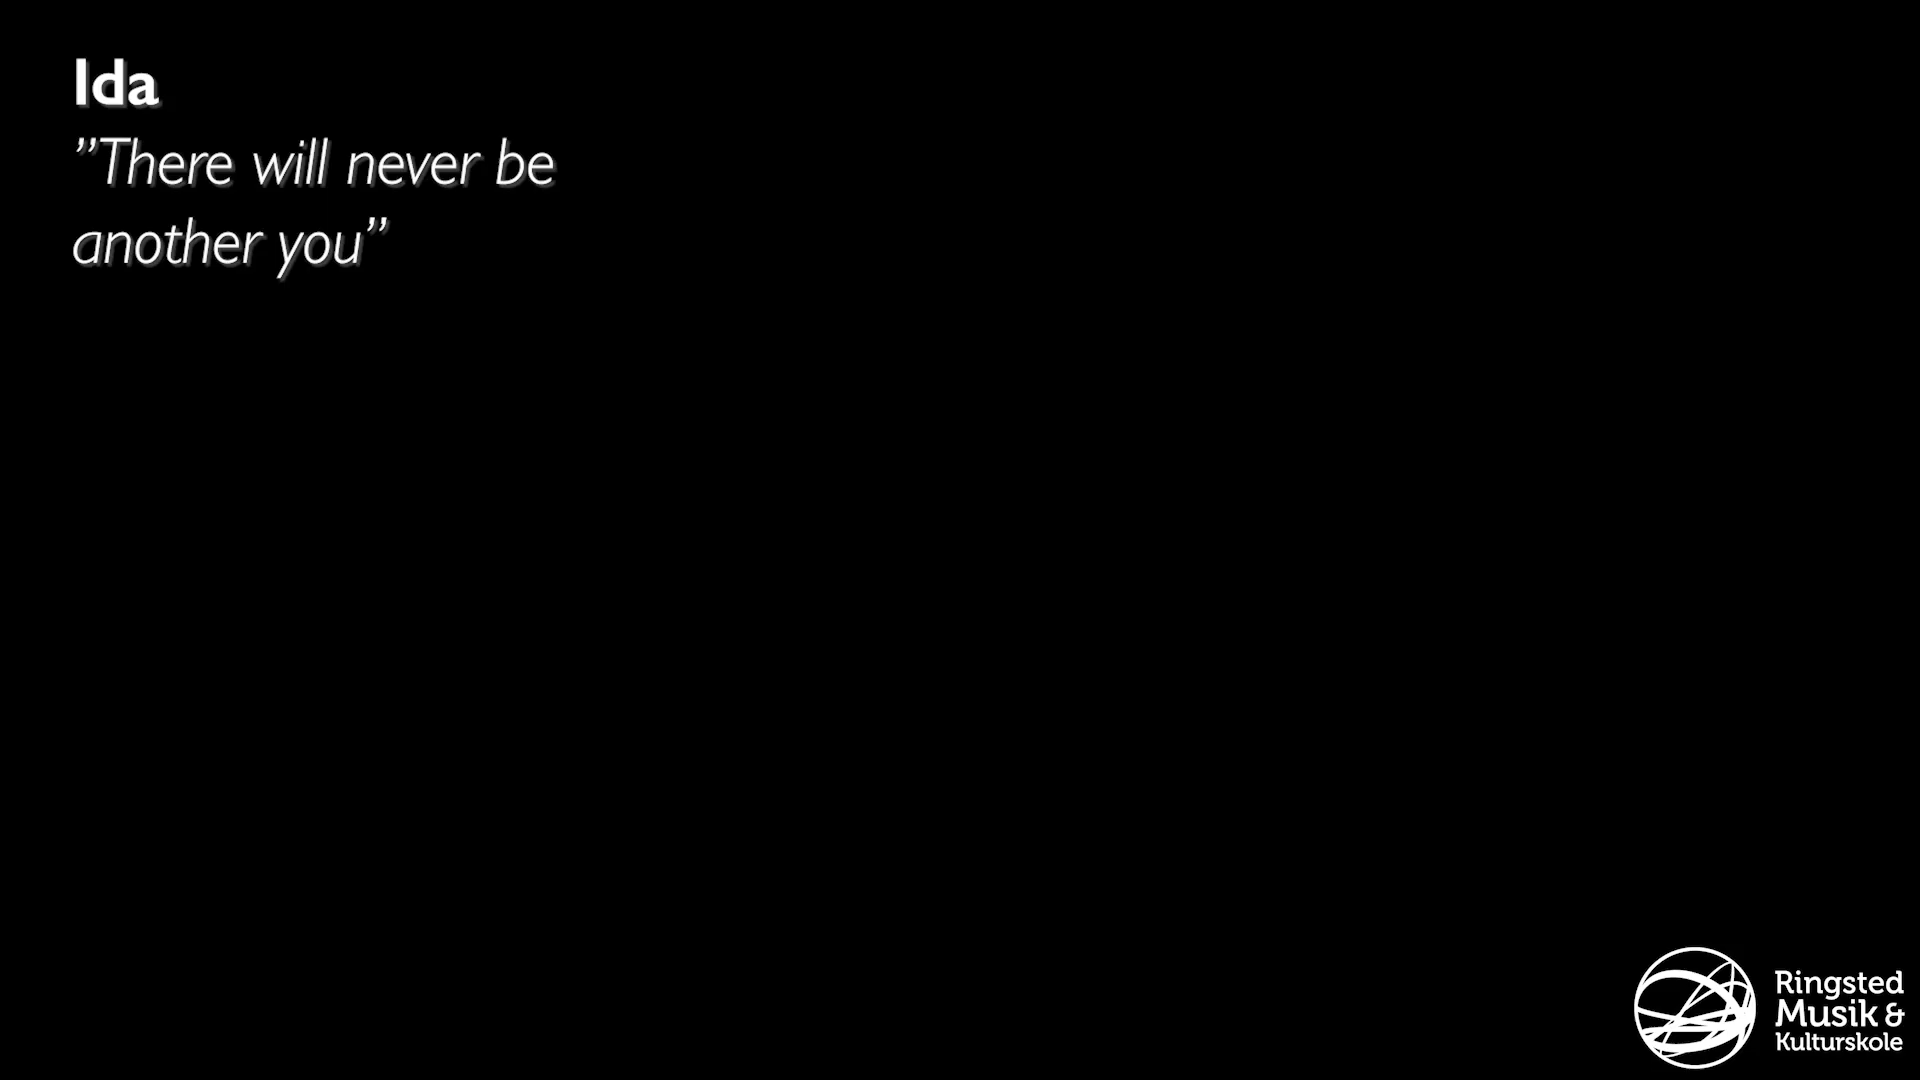 Ida
”There will never be
another you”
Ringsted
Musik &
Kulturskole